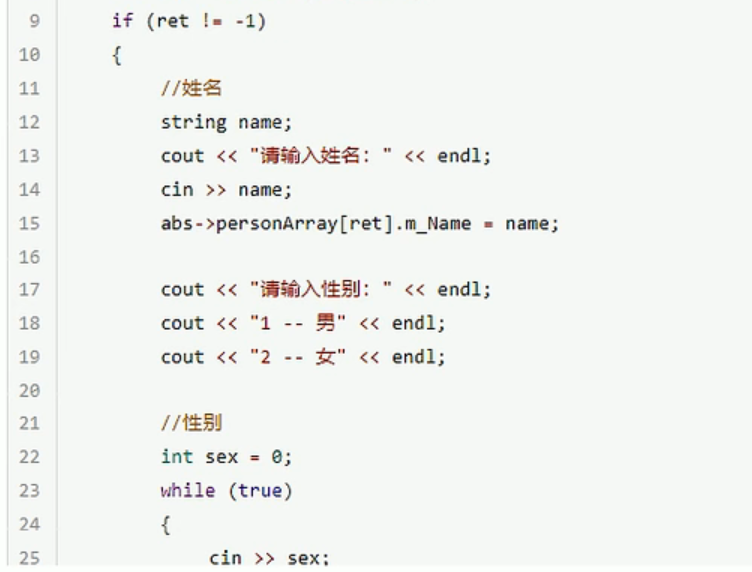 9 if (ret != -1)
10 {
11 //姓名
12 string name;
13 cout << "请输入姓名: " << endl;
14 cin >> name;
15 abs->personArray[ret].m_Name = name;
16
17 cout << "请输入性别: " << endl;
18 cout << "1 -- 男" << endl;
19 cout << "2 -- 女" << endl;
20
21 //性别
22 int sex = 0;
23 while (true)
24 {
25 cin >> sex;